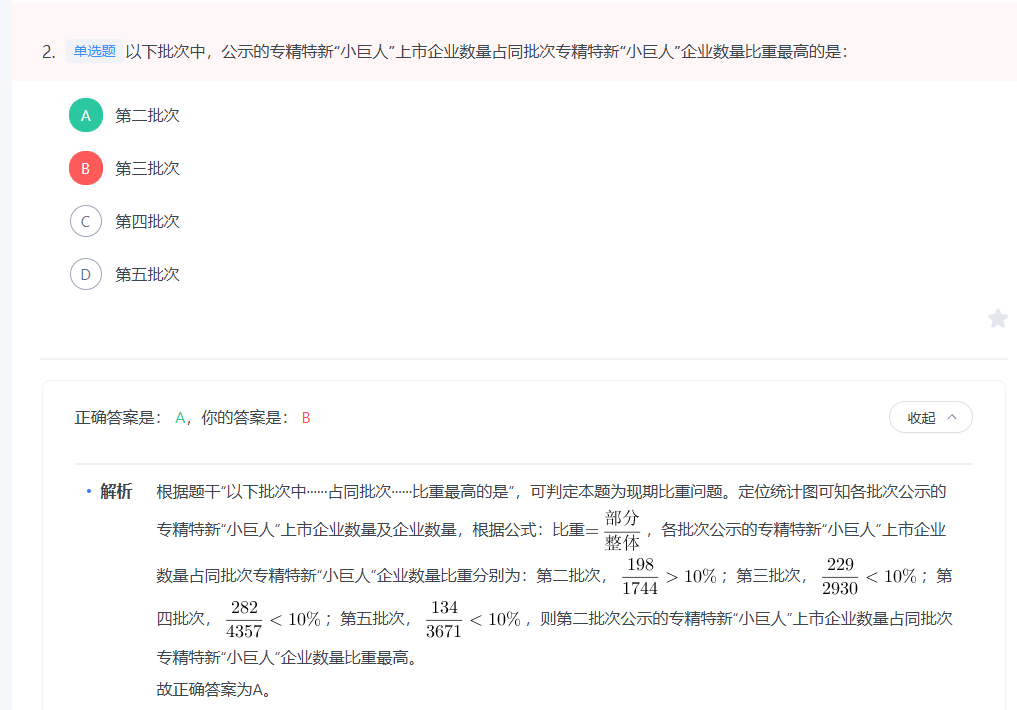 2. 单选题 以下批次中，公示的专精特新“小巨人”上市企业数量占同批次专精特新“小巨人”企业数量比重最高的是：
A 第二批次
B 第三批次
C 第四批次
D 第五批次
正确答案是： A，你的答案是： B
收起
• 解析 根据题干“以下批次中……占同批次……比重最高的是”，可判定本题为现期比重问题。定位统计图可知各批次公示的
专精特新“小巨人”上市企业数量及企业数量，根据公式：比重=部分/整体，各批次公示的专精特新“小巨人”上市企业
数量占同批次专精特新“小巨人”企业数量比重分别为：第二批次，198/1744 > 10%；第三批次，229/2930 < 10%；第
四批次，282/4357 < 10%；第五批次，134/3671 < 10%，则第二批次公示的专精特新“小巨人”上市企业数量占同批次
专精特新“小巨人”企业数量比重最高。
故正确答案为A。